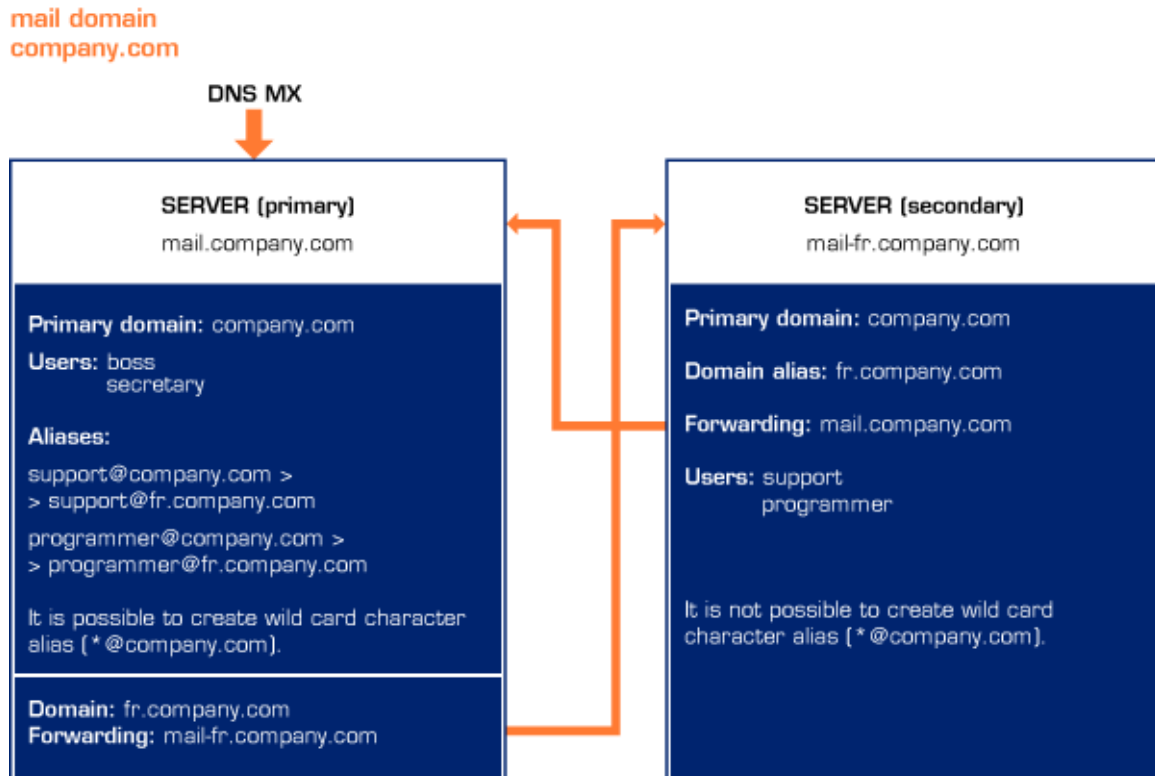 mail domain
company.com
DNS MX
SERVER (primary)
mail.company.com
Primary domain: company.com
Users: boss
secretary
Aliases:
support@company.com >
> support@fr.company.com
programmer@company.com >
> programmer@fr.company.com
It is possible to create wild card character
alias (*@company.com).
Domain: fr.company.com
Forwarding: mail-fr.company.com
SERVER (secondary)
mail-fr.company.com
Primary domain: company.com
Domain alias: fr.company.com
Forwarding: mail.company.com
Users: support
programmer
It is not possible to create wild card
character alias (*@company.com).